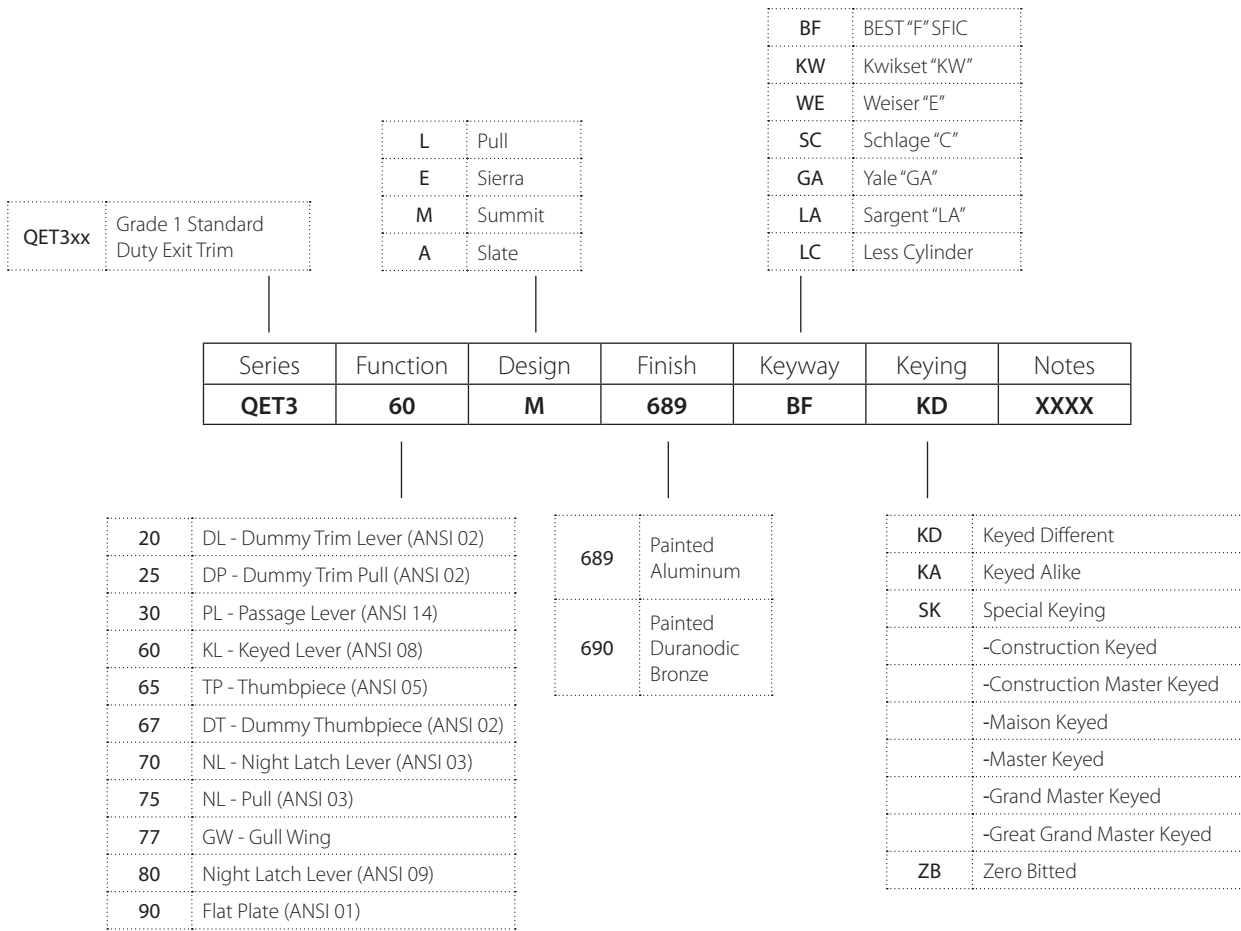 BF BEST “F” SFIC
KW Kwikset “KW”
WE Weiser “E”
SC Schlage “C”
GA Yale “GA”
LA Sargent “LA”
LC Less Cylinder
L Pull
E Sierra
M Summit
A Slate
QET3xx Grade 1 Standard
Duty Exit Trim
Series Function Design Finish Keyway Keying Notes
QET3 60 M 689 BF KD XXXX
20 DL - Dummy Trim Lever (ANSI 02)
25 DP - Dummy Trim Pull (ANSI 02)
30 PL - Passage Lever (ANSI 14)
60 KL - Keyed Lever (ANSI 08)
65 TP - Thumbpiece (ANSI 05)
67 DT - Dummy Thumbpiece (ANSI 02)
70 NL - Night Latch Lever (ANSI 03)
75 NL - Pull (ANSI 03)
77 GW - Gull Wing
80 Night Latch Lever (ANSI 09)
90 Flat Plate (ANSI 01)
689 Painted
Aluminum
690 Painted
Duranodic
Bronze
KD Keyed Different
KA Keyed Alike
SK Special Keying
-Construction Keyed
-Construction Master Keyed
-Maison Keyed
-Master Keyed
-Grand Master Keyed
-Great Grand Master Keyed
ZB Zero Bitted